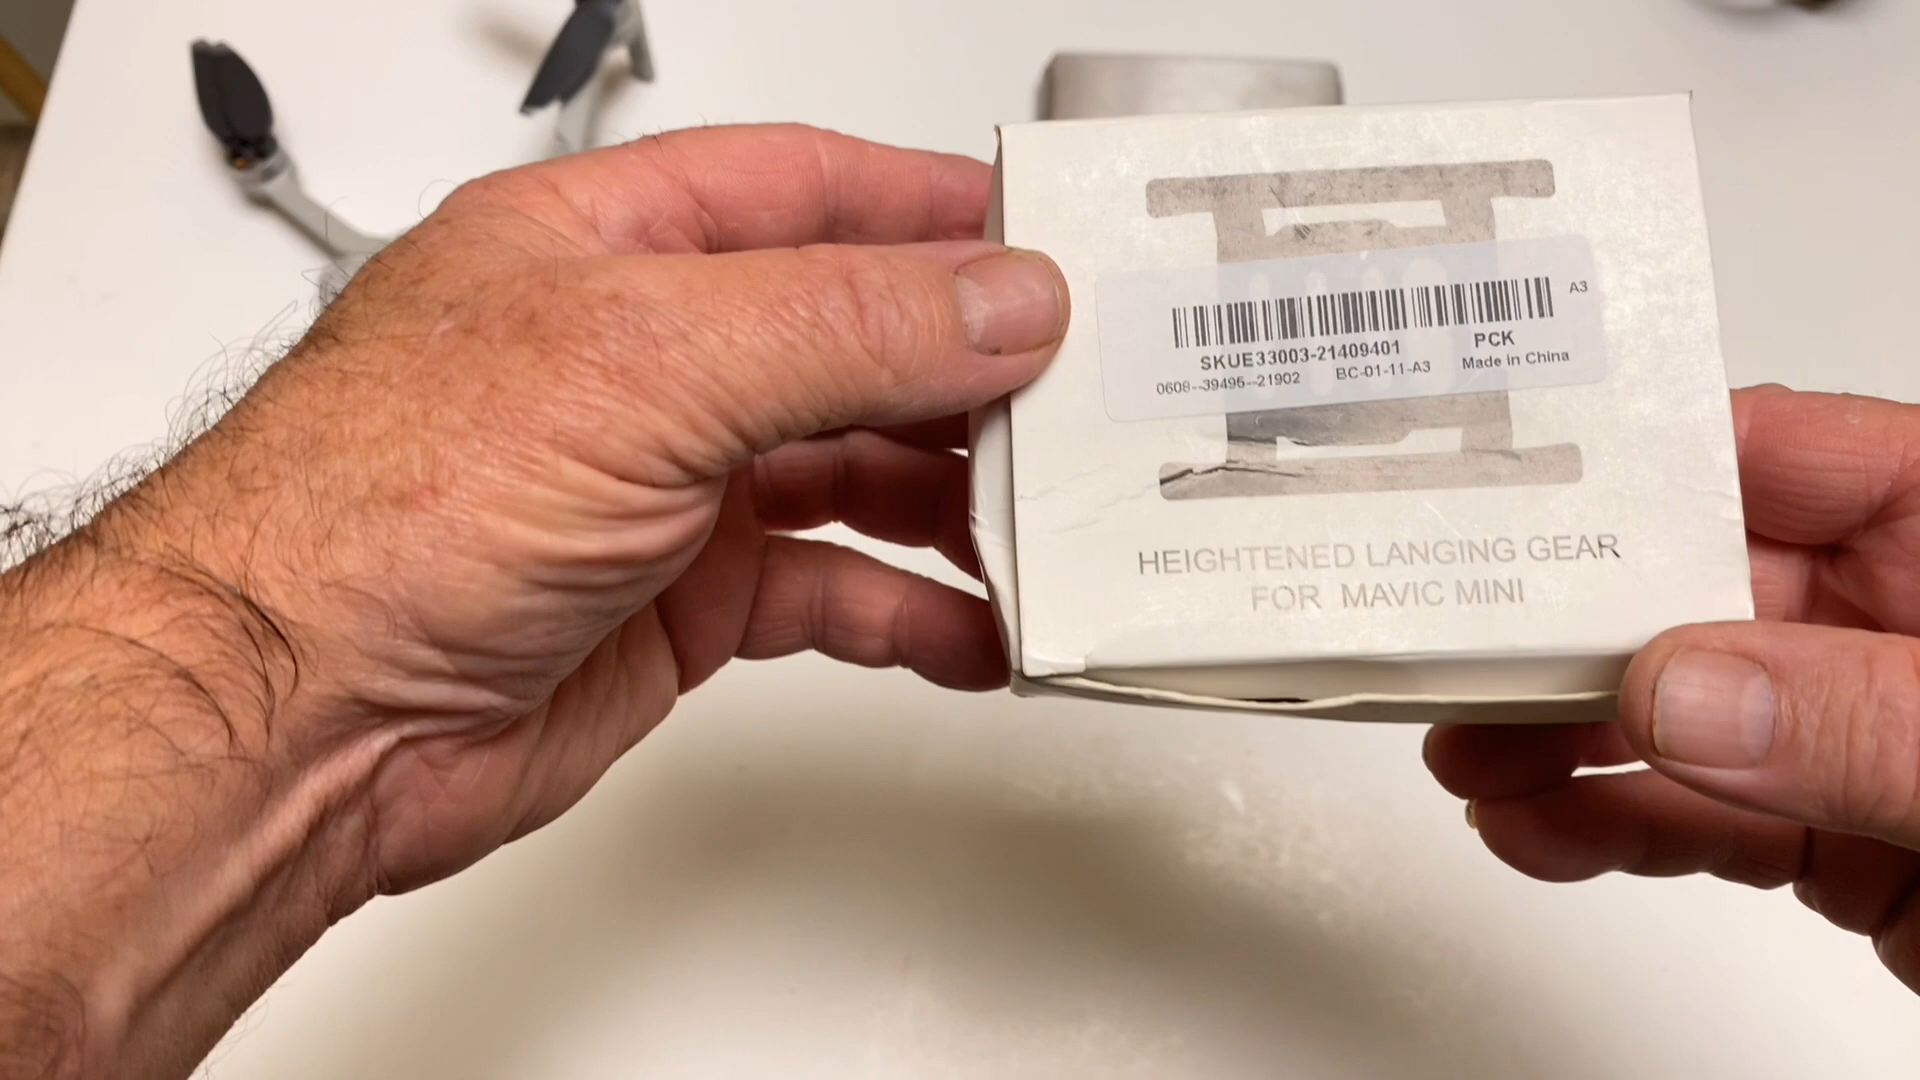 A3
SKUE33003-21409401 PCK
0608--39495--21902 BC-01-11-A3 Made in China
HEIGHTENED LANGING GEAR
FOR MAVIC MINI